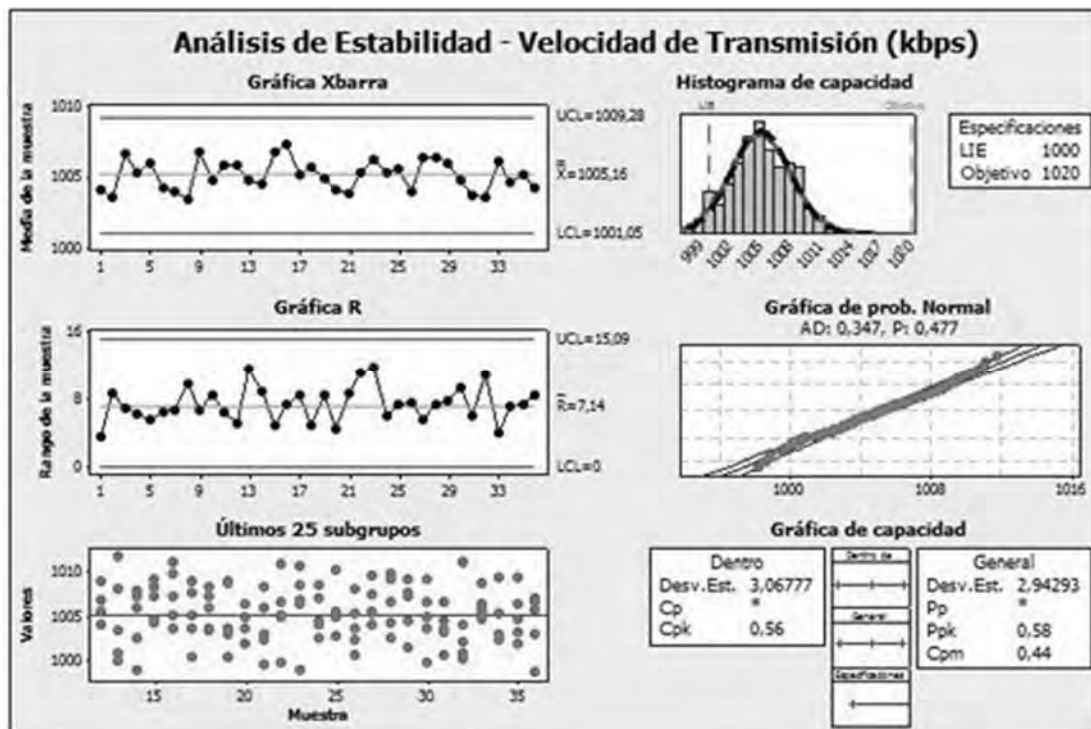 Análisis de Estabilidad - Velocidad de Transmisión (kbps)
Gráfica Xbarra
Media de la muestra
1010
1005
1000
1 5 9 13 17 21 25 29 33
UCL=1009,28
X=1005,16
LCL=1001,05
Histograma de capacidad
LIE
Objetivo
999 1002 1005 1008 1011 1014 1017 1020
Especificaciones
LIE 1000
Objetivo 1020
Gráfica R
Rango de la muestra
16
8
0
1 5 9 13 17 21 25 29 33
UCL=15,09
R=7,14
LCL=0
Gráfica de prob. Normal
AD: 0,347, P: 0,477
1000 1008 1016
Últimos 25 subgrupos
Valores
1010
1005
1000
15 20 25 30 35
Muestra
Gráfica de capacidad
Dentro
Desv.Est. 3,06777
Cp *
Cpk 0,56
Dentro de
General
Especificaciones
General
Desv.Est. 2,94293
Pp *
Ppk 0,58
Cpm 0,44